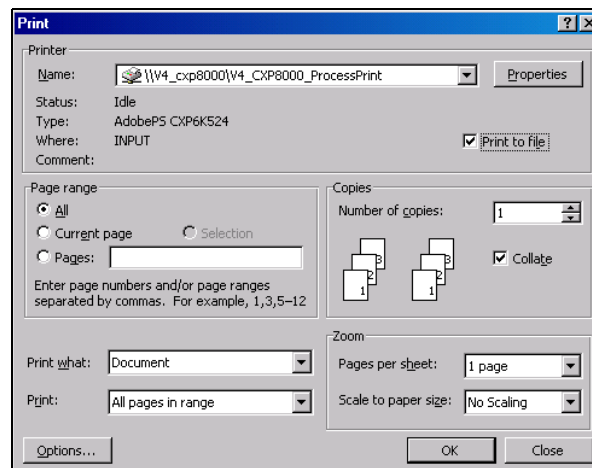 Print
Printer
Name: \\V4_cxp8000\V4_CXP8000_ProcessPrint Properties
Status: Idle
Type: AdobePS CXP6K524
Where: INPUT Print to file
Comment:
Page range
All
Current page Selection
Pages:
Enter page numbers and/or page ranges
separated by commas. For example, 1,3,5–12
Copies
Number of copies: 1
1 2 3 1 2 3 Collate
Print what: Document
Print: All pages in range
Zoom
Pages per sheet: 1 page
Scale to paper size: No Scaling
Options... OK Close